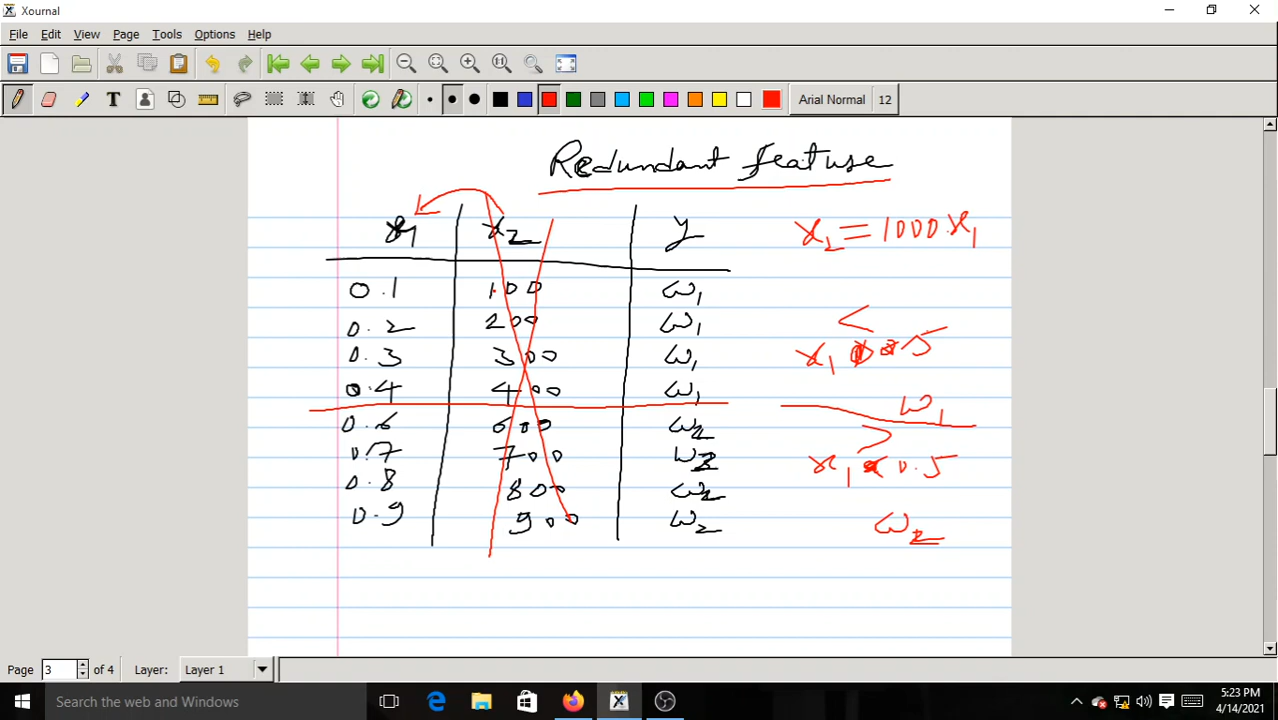 Xournal
File Edit View Page Tools Options Help
Arial Normal 12
Redundant feature
x1 x2 y
x2 = 1000 x1
0.1 100 ω1
0.2 200 ω1
<
0.3 300 ω1
x1 0.5
0.4 400 ω1
ω1
0.6 600 ω2
>
0.7 700 ω2
x1 0.5
0.8 800 ω2
0.9 900 ω2
ω2
Page 3 of 4 Layer: Layer 1
Search the web and Windows
5:23 PM
4/14/2021